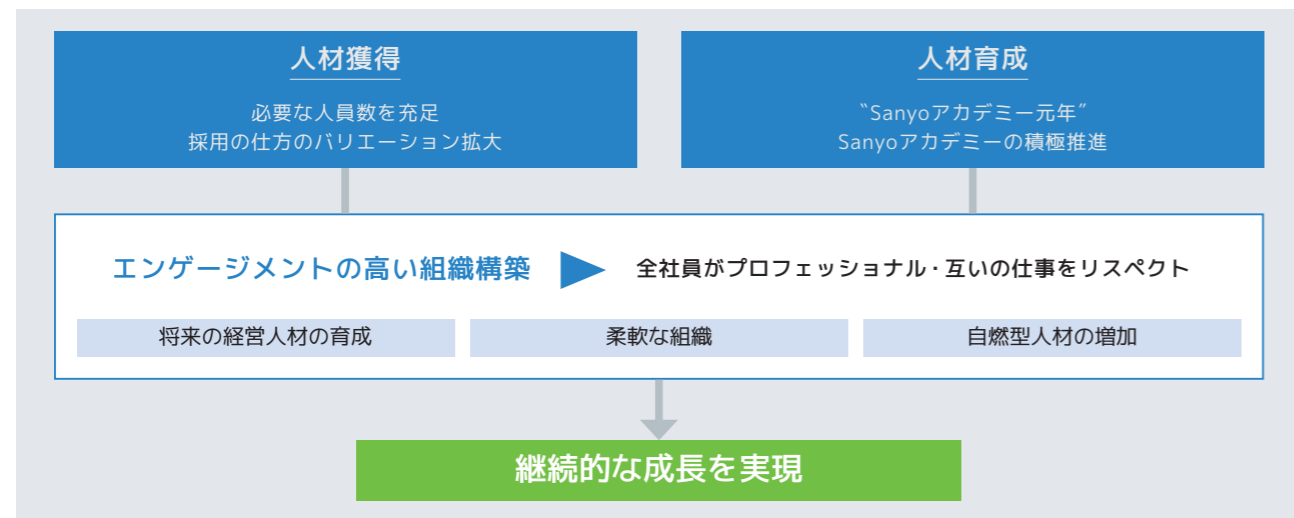 人材獲得
必要な人員数を充足
採用の仕方のバリエーション拡大
人材育成
〝Sanyoアカデミー元年〞
Sanyoアカデミーの積極推進
エンゲージメントの高い組織構築
全社員がプロフェッショナル・互いの仕事をリスペクト
将来の経営人材の育成
柔軟な組織
自燃型人材の増加
継続的な成長を実現